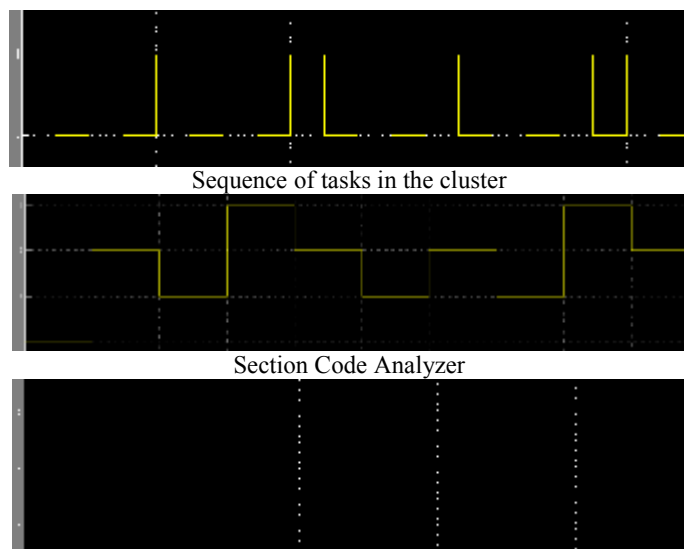 Sequence of tasks in the cluster
Section Code Analyzer